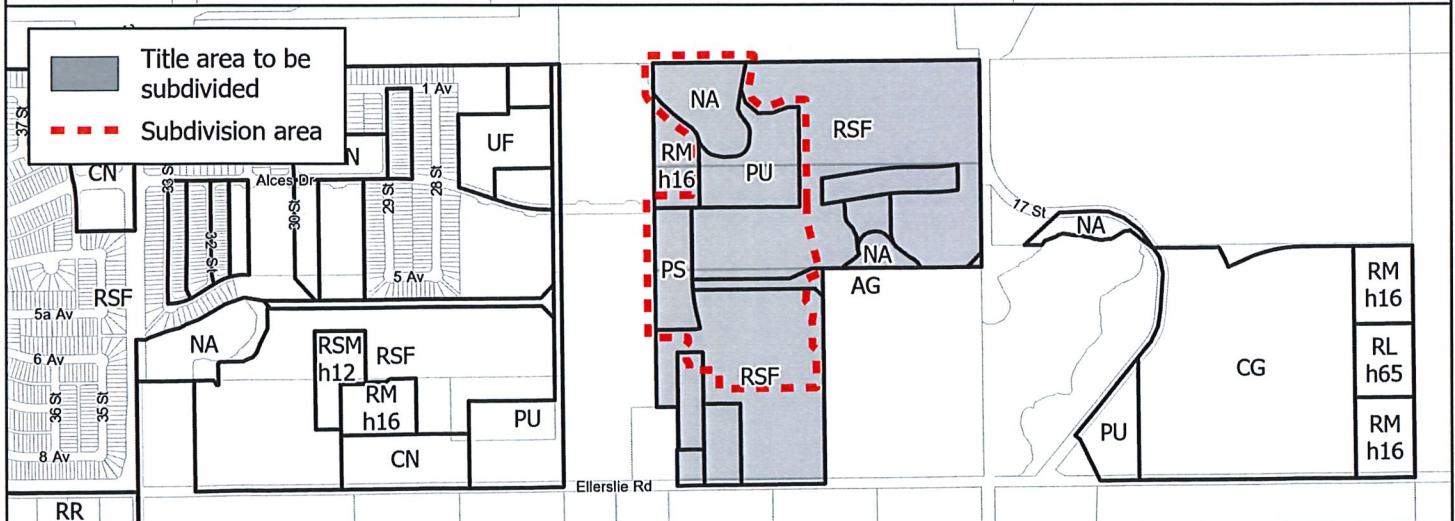 Title area to be
subdivided
Subdivision area
37 St
1 Av
CN
N
UF
Alces Dr
33 St
32 St
30 St
29 St
28 St
5 Av
RSF
5a Av
NA
6 Av
36 St
35 St
8 Av
RR
RSM
h12
RSF
RM
h16
CN
PU
Ellerslie Rd
NA
RM
h16
PU
RSF
PS
NA
AG
RSF
17 St
NA
CG
PU
RM
h16
RL
h65
RM
h16